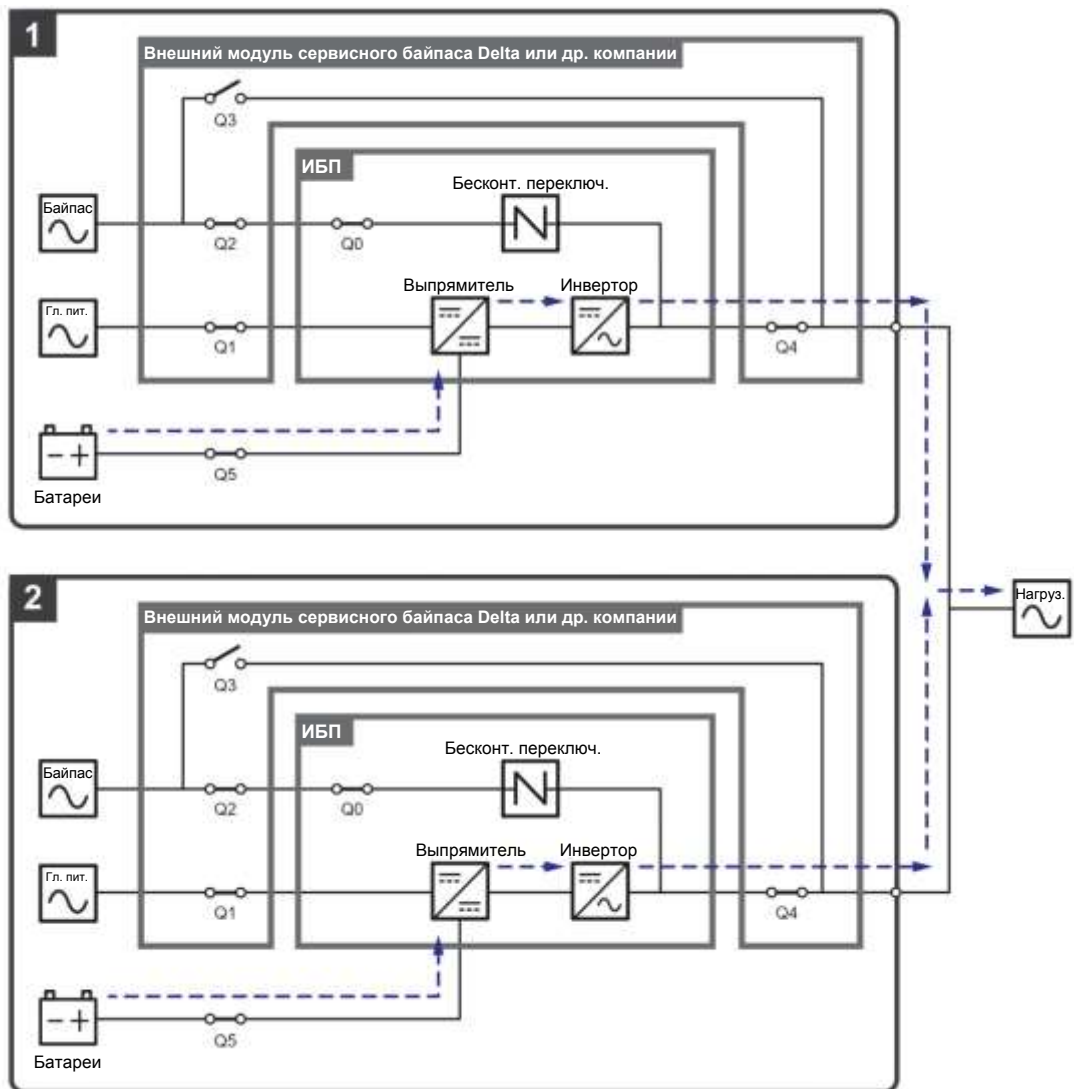 1
Внешний модуль сервисного байпаса Delta или др. компании
Q3
ИБП
Бесконт. переключ.
Байпас
Q2
Q0
Выпрямитель
Инвертор
Гл. пит.
Q1
Q4
- +
Q5
Батареи
2
Нагруз.
Внешний модуль сервисного байпаса Delta или др. компании
Q3
ИБП
Бесконт. переключ.
Байпас
Q2
Q0
Выпрямитель
Инвертор
Гл. пит.
Q1
Q4
- +
Q5
Батареи